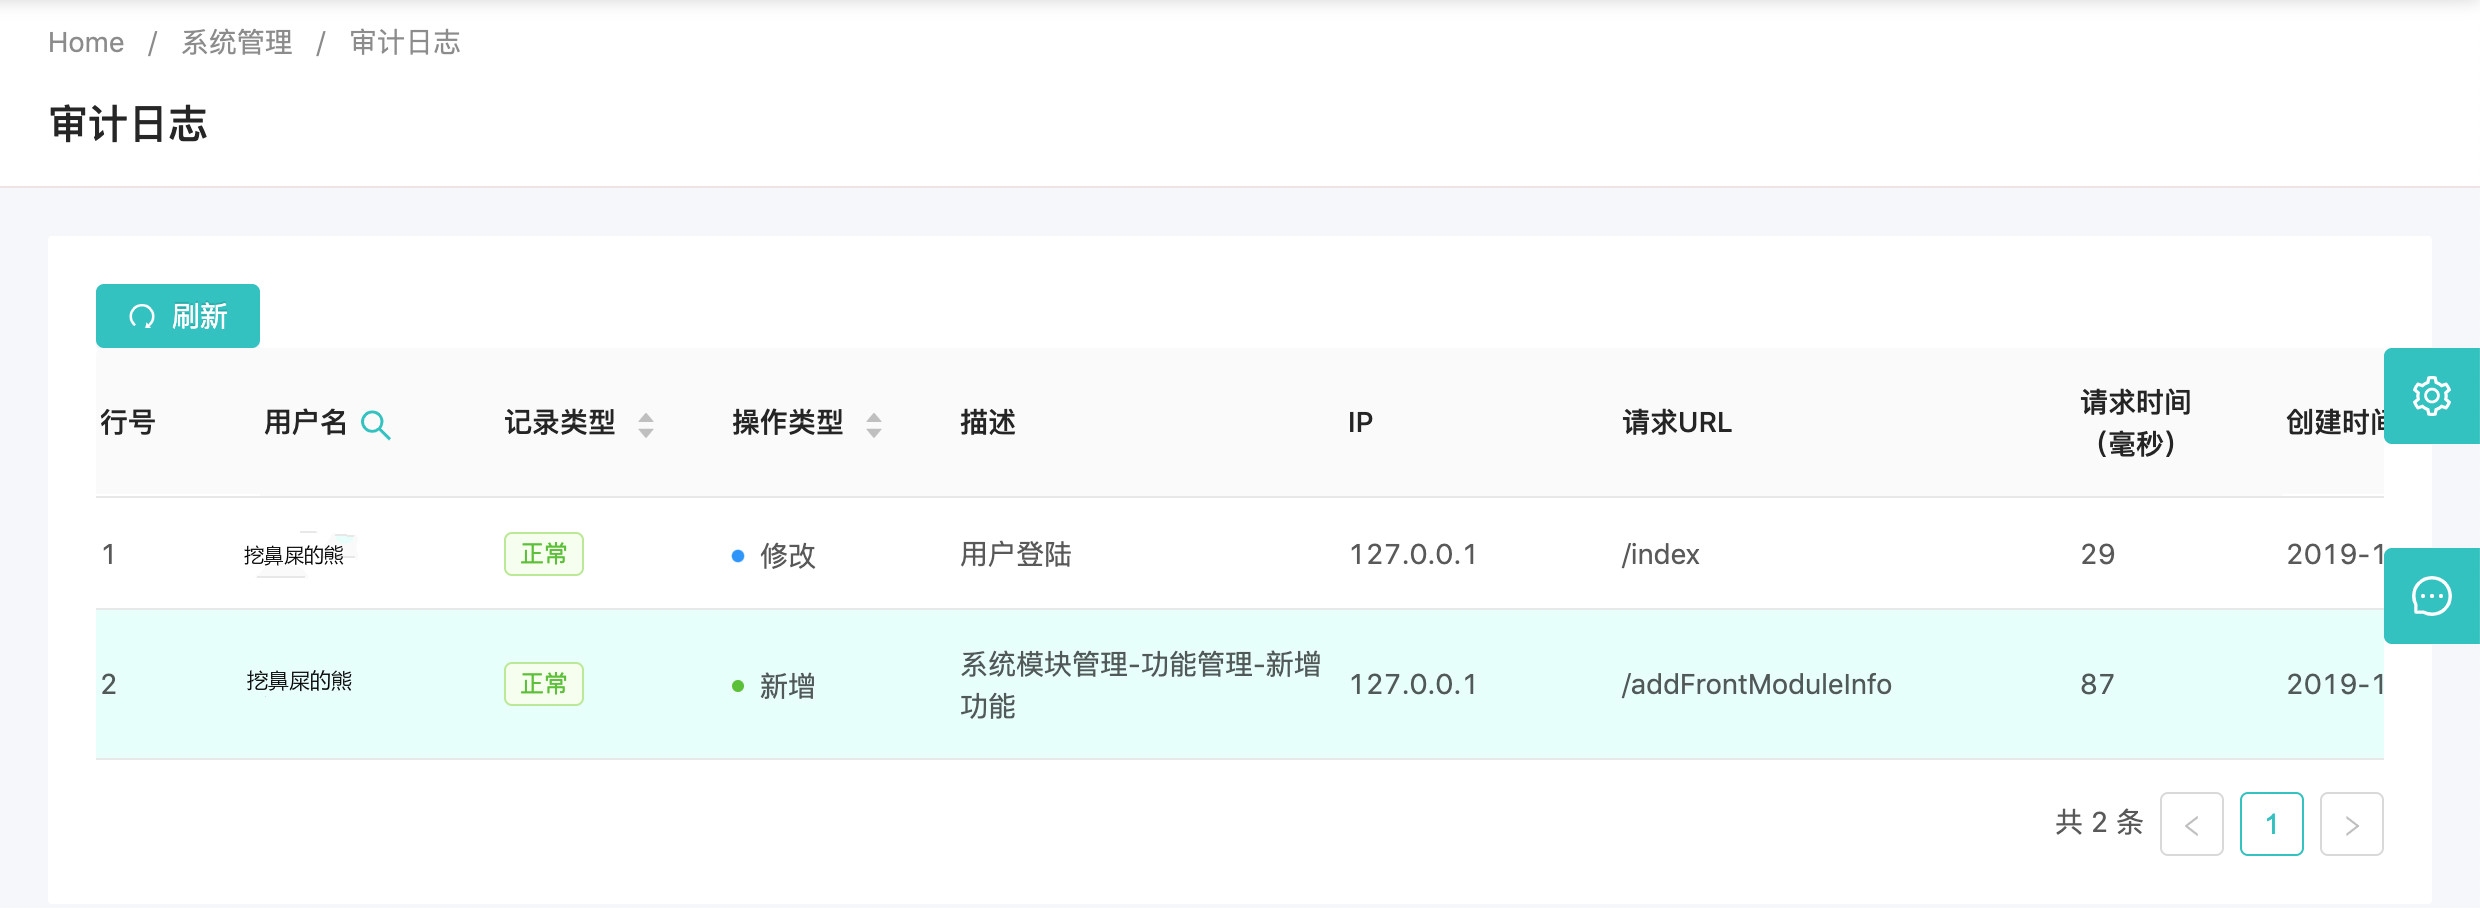 Home / 系统管理 / 审计日志
审计日志
刷新
行号 用户名 记录类型 操作类型 描述 IP 请求URL 请求时间（毫秒） 创建时间
1 挖鼻屎的熊 正常 修改 用户登陆 127.0.0.1 /index 29 2019-1
2 挖鼻屎的熊 正常 新增 系统模块管理-功能管理-新增功能 127.0.0.1 /addFrontModuleInfo 87 2019-1
共 2 条 < 1 >